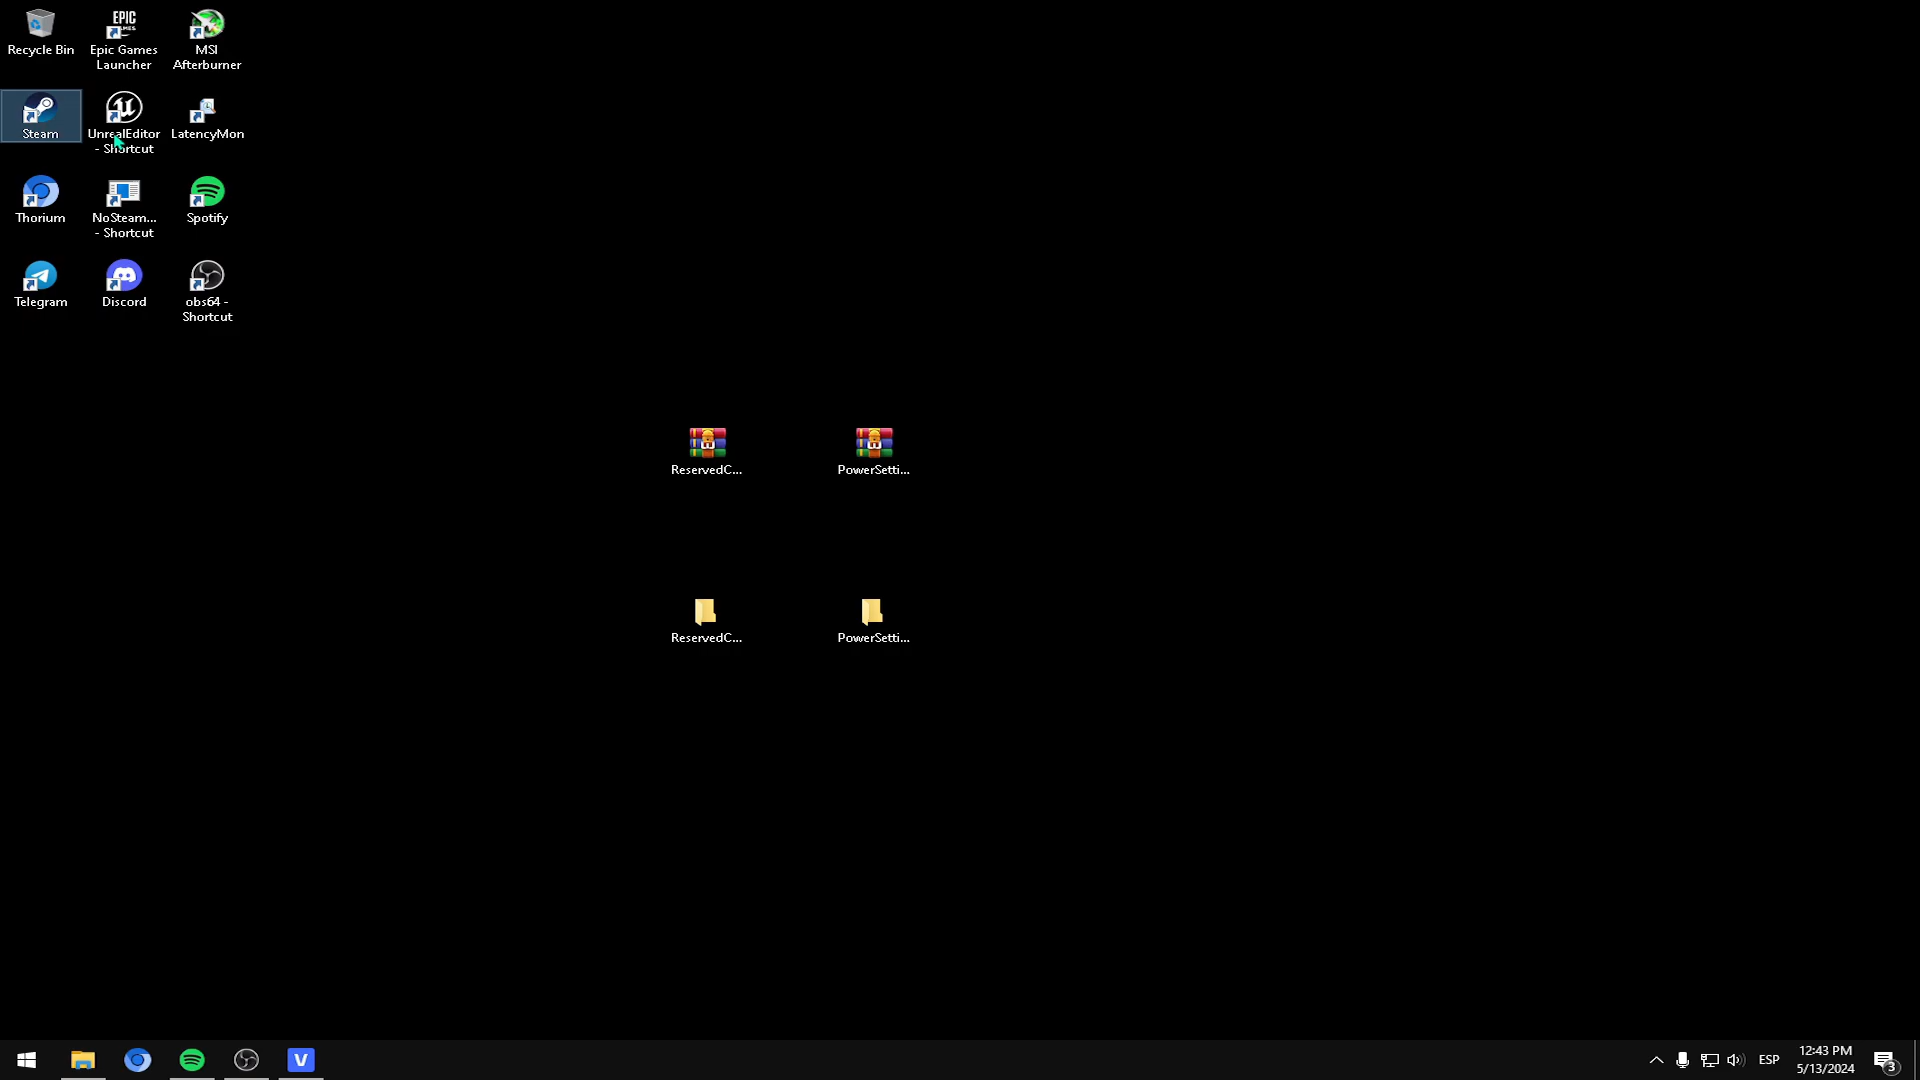 Recycle Bin
EPIC
GAMES
Epic Games
Launcher
MSI
Afterburner
Steam
UnrealEditor
- Shortcut
LatencyMon
Thorium
NoSteam...
- Shortcut
Spotify
Telegram
Discord
obs64 -
Shortcut
ReservedC...
PowerSetti...
ReservedC...
PowerSetti...
V
ESP
12:43 PM
5/13/2024
3